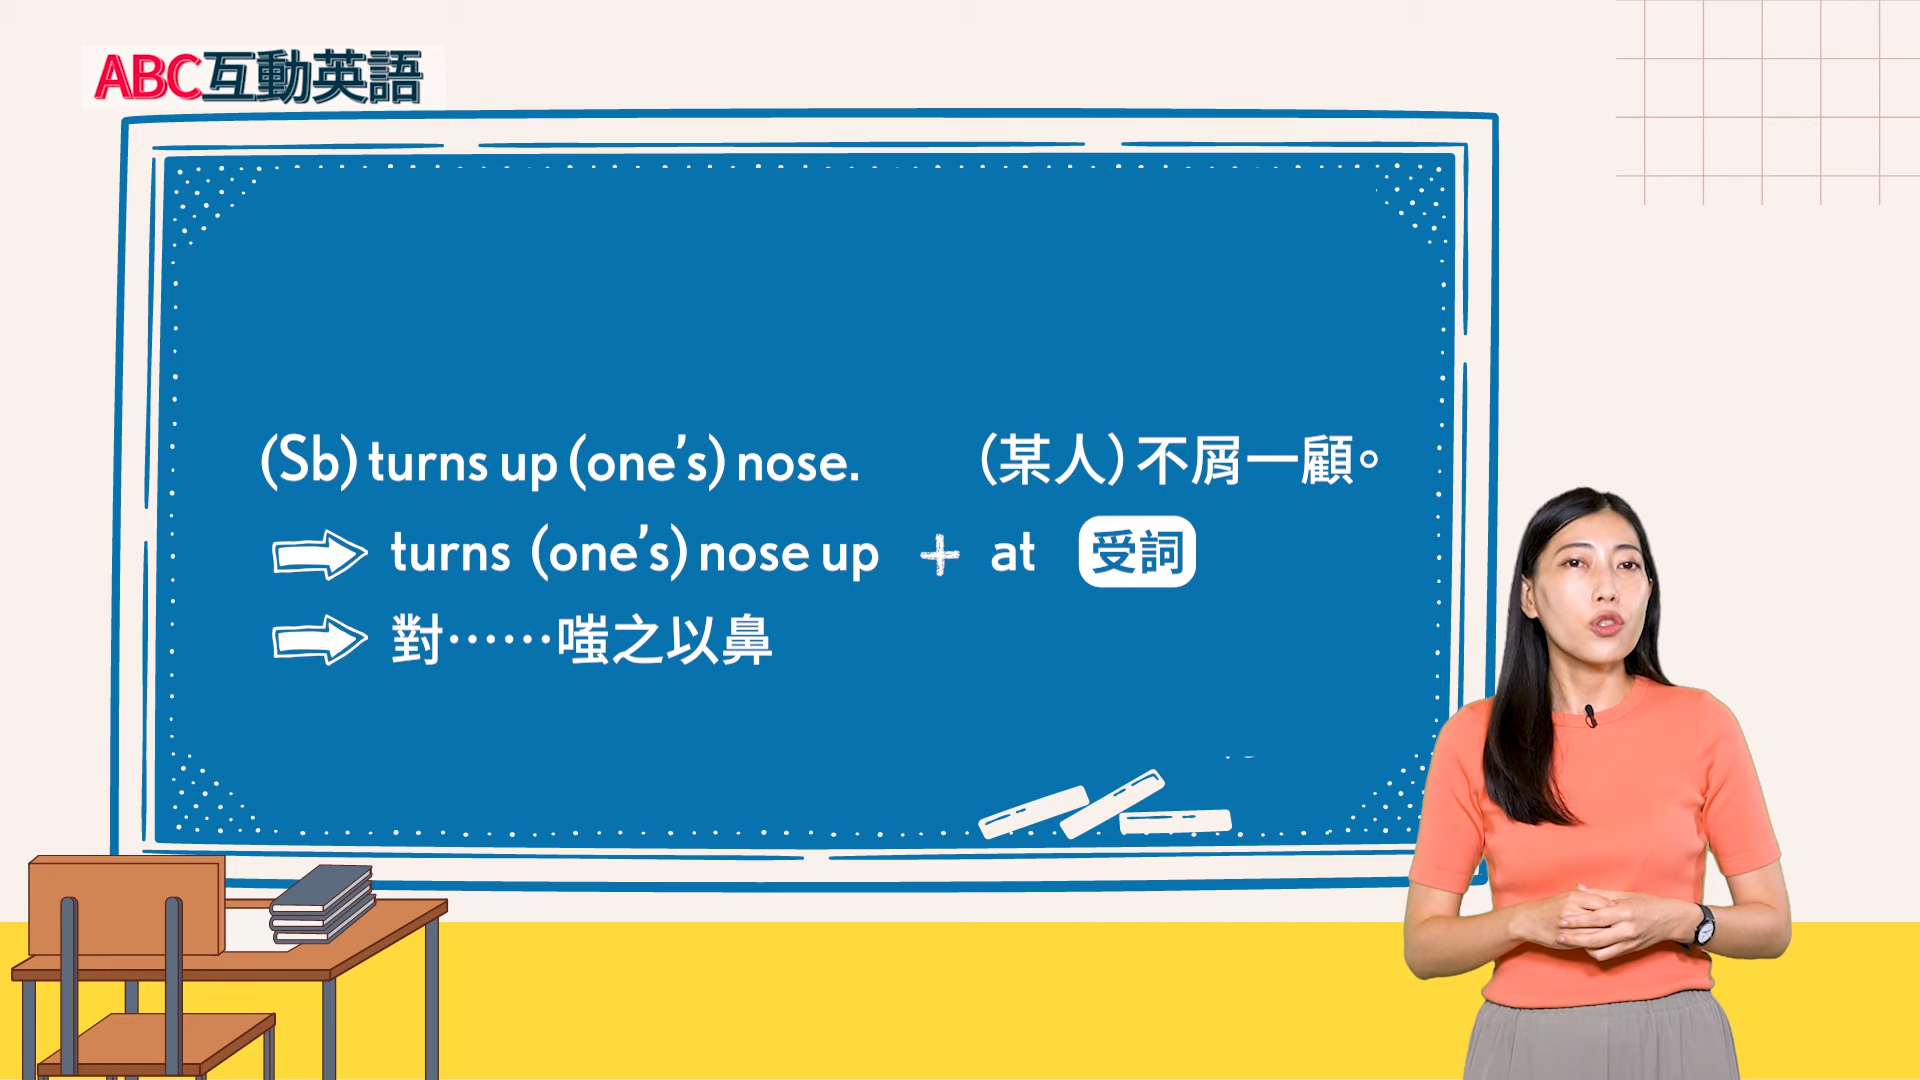 ABC互動英語
(Sb) turns up (one's) nose. (某人)不屑一顧。
turns (one's) nose up + at 受詞
對……嗤之以鼻